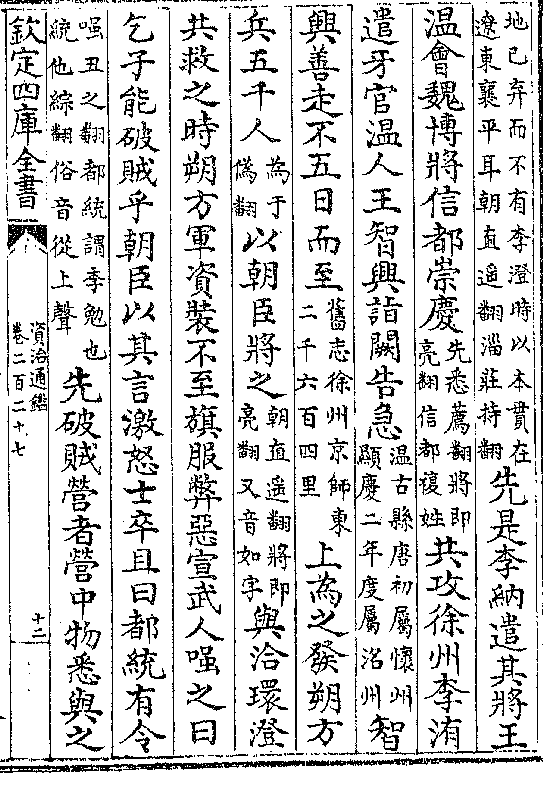 地已弃而不有李澄時以本貫在
遼東襄平耳朝直遥翻淄莊持翻
先是李納遣其將王
温會魏博將信都崇慶
先悉薦翻將即
亮翻信都複姓
共攻徐州李洧
遣牙官温人王智興詣闕告急
温古縣唐初屬懷州
顯慶二年度屬洺州
智
興善走不五日而至
舊志徐州京師東
二千六百四里
上為之發朔方
兵五千人
為于
偽翻
以朝臣將之
朝直遥翻將即
亮翻又音如字
與洽環澄
共救之時朔方軍資裝不至旗服弊惡宣武人嗤之曰
乞子能破賊乎朝臣以其言激怒士卒且曰都統有令
嗤丑之翻都統謂李勉也
統他綜翻俗音從上聲
先破賊營者營中物悉與之
欽定四庫全書
資治通鑑
卷二百二十七
十二